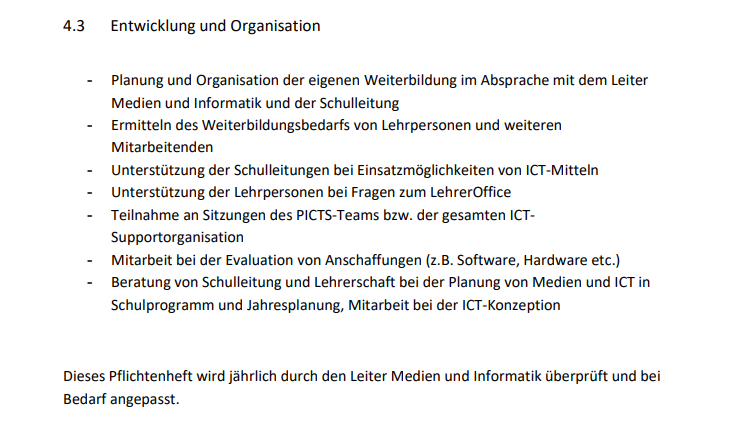 4.3 Entwicklung und Organisation
- Planung und Organisation der eigenen Weiterbildung im Absprache mit dem Leiter
Medien und Informatik und der Schulleitung
- Ermitteln des Weiterbildungsbedarfs von Lehrpersonen und weiteren
Mitarbeitenden
- Unterstützung der Schulleitungen bei Einsatzmöglichkeiten von ICT-Mitteln
- Unterstützung der Lehrpersonen bei Fragen zum LehrerOffice
- Teilnahme an Sitzungen des PICTS-Teams bzw. der gesamten ICT-
Supportorganisation
- Mitarbeit bei der Evaluation von Anschaffungen (z.B. Software, Hardware etc.)
- Beratung von Schulleitung und Lehrerschaft bei der Planung von Medien und ICT in
Schulprogramm und Jahresplanung, Mitarbeit bei der ICT-Konzeption
Dieses Pflichtenheft wird jährlich durch den Leiter Medien und Informatik überprüft und bei
Bedarf angepasst.